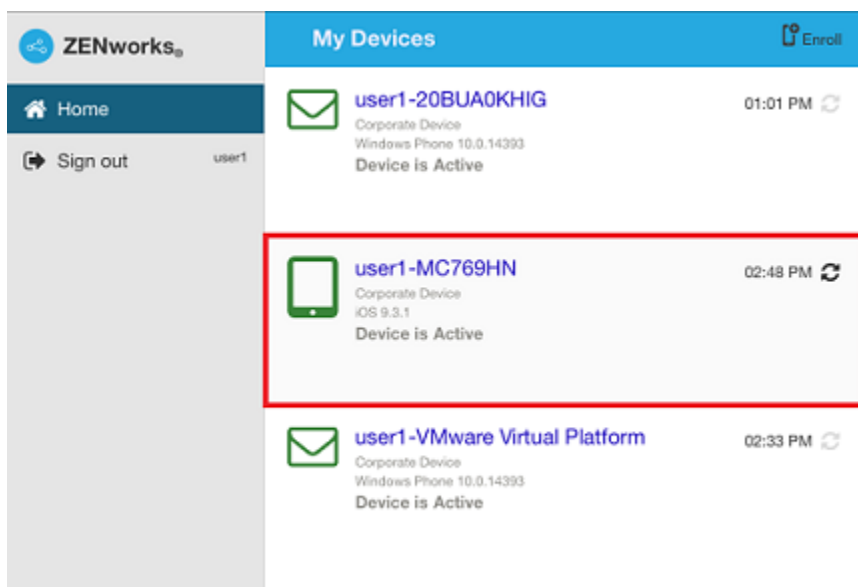 ZENworks®
My Devices
Enroll
Home
Sign out
user1
user1-20BUA0KHIG
01:01 PM
Corporate Device
Windows Phone 10.0.14393
Device is Active
user1-MC769HN
02:48 PM
Corporate Device
iOS 9.3.1
Device is Active
user1-VMware Virtual Platform
02:33 PM
Corporate Device
Windows Phone 10.0.14393
Device is Active